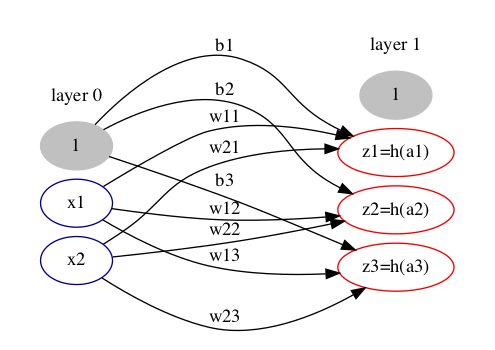 layer 0
1
x1
x2
b1
b2
w11
w21
b3
w12
w22
w13
w23
layer 1
1
z1=h(a1)
z2=h(a2)
z3=h(a3)